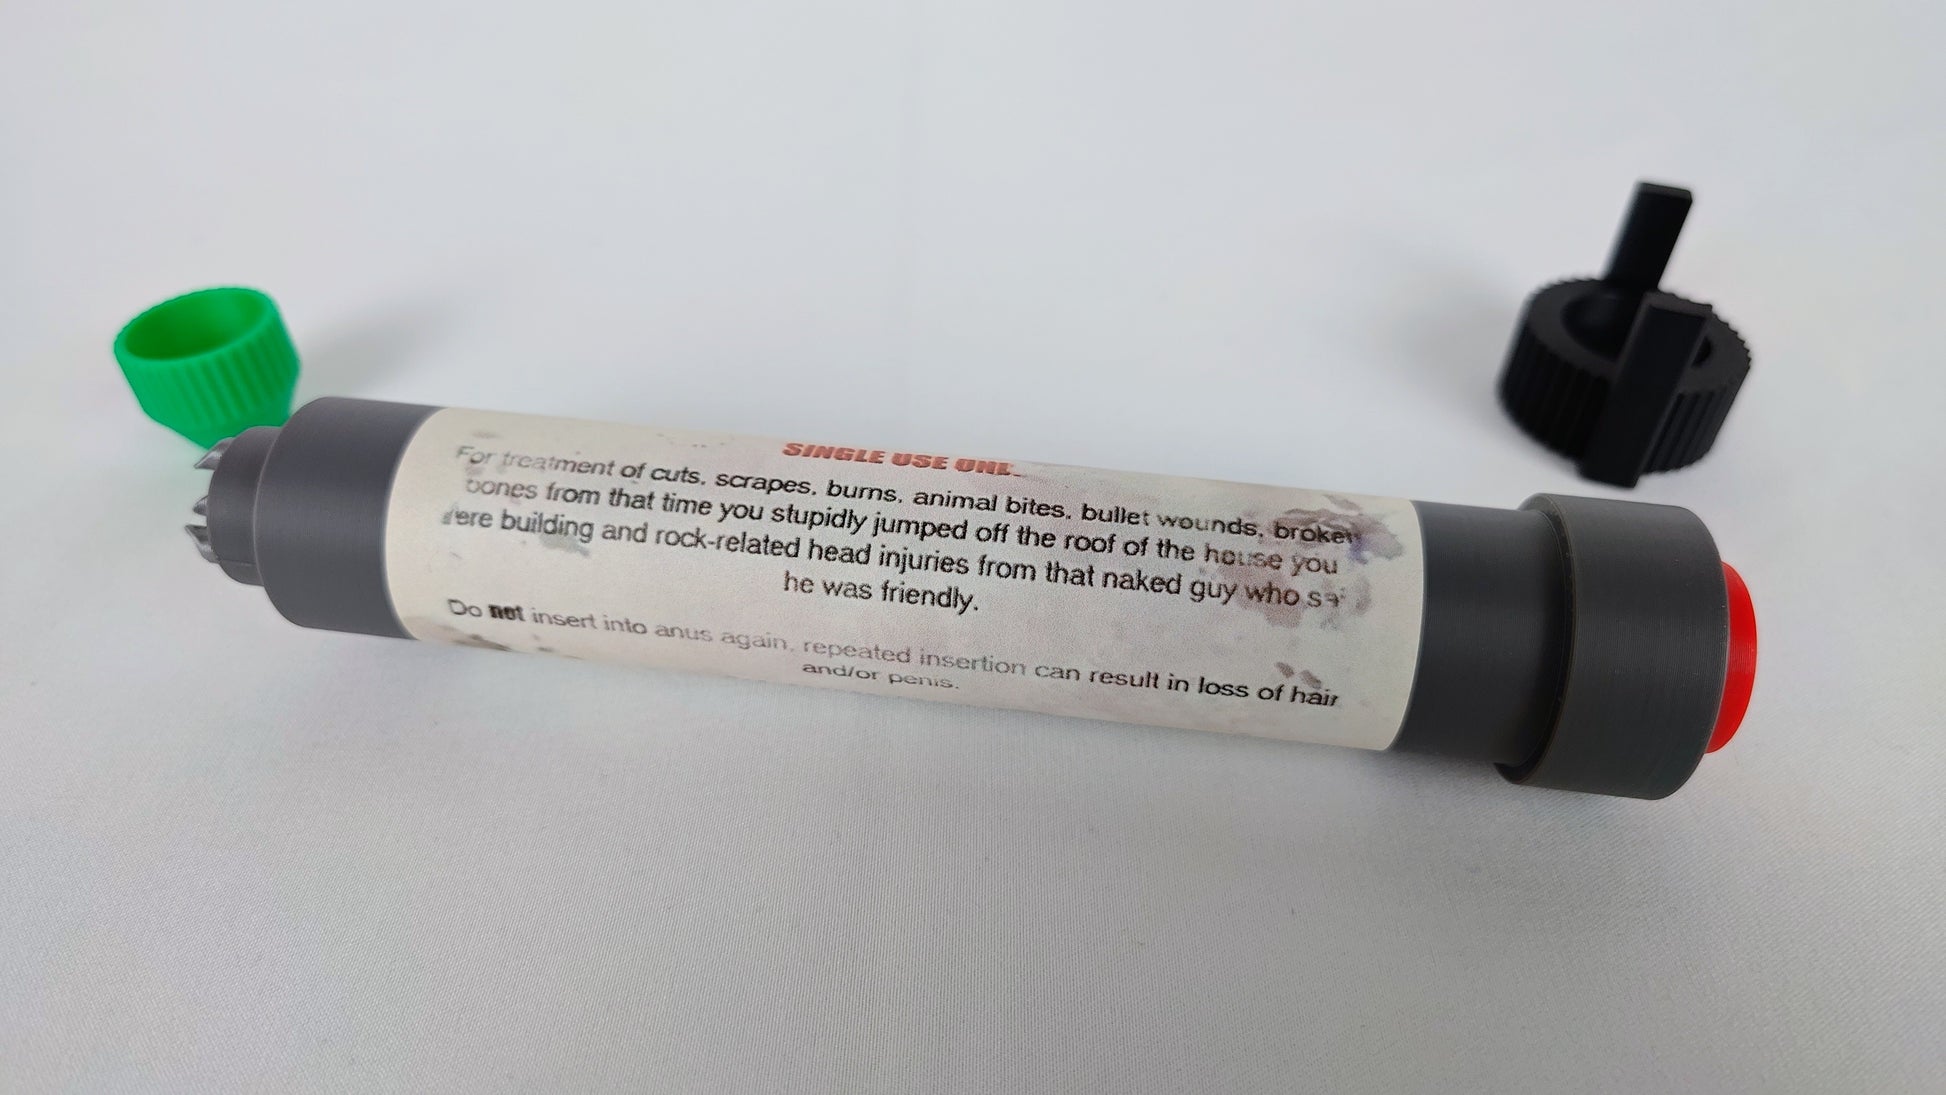 SINGLE USE ONL
For treatment of cuts, scrapes, burns, animal bites, bullet wounds, broken
bones from that time you stupidly jumped off the roof of the house you
were building and rock-related head injuries from that naked guy who sai
he was friendly.
Do not insert into anus again, repeated insertion can result in loss of hair
and/or penis.